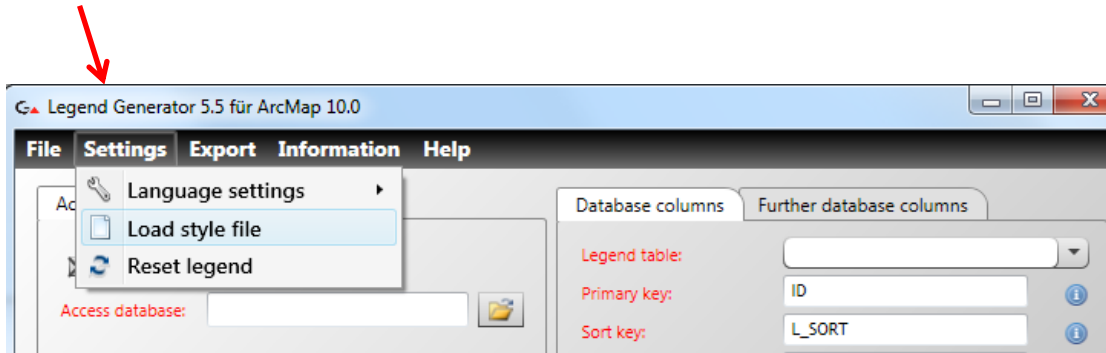 Legend Generator 5.5 für ArcMap 10.0
File Settings Export Information Help
Language settings
Load style file
Reset legend
Access database:
Database columns Further database columns
Legend table:
Primary key: ID
Sort key: L_SORT